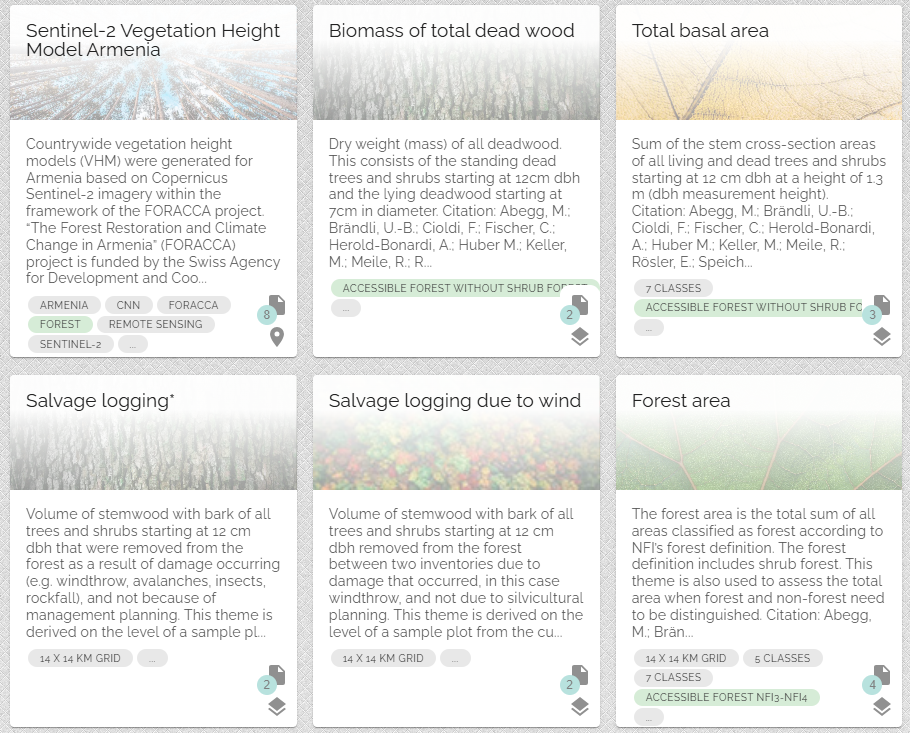 Sentinel-2 Vegetation Height
Model Armenia
Countrywide vegetation height
models (VHM) were generated for
Armenia based on Copernicus
Sentinel-2 imagery within the
framework of the FORACCA project.
“The Forest Restoration and Climate
Change in Armenia” (FORACCA)
project is funded by the Swiss Agency
for Development and Coo...
ARMENIA CNN FORACCA
8
FOREST REMOTE SENSING
SENTINEL-2 ...
Biomass of total dead wood
Dry weight (mass) of all deadwood.
This consists of the standing dead
trees and shrubs starting at 12cm dbh
and the lying deadwood starting at
7cm in diameter. Citation: Abegg, M.;
Brändli, U.-B.; Cioldi, F.; Fischer, C.;
Herold-Bonardi, A.; Huber M.; Keller,
M.; Meile, R.; R...
ACCESSIBLE FOREST WITHOUT SHRUB FOREST
...
2
Total basal area
Sum of the stem cross-section areas
of all living and dead trees and shrubs
starting at 12 cm dbh at a height of 1.3
m (dbh measurement height).
Citation: Abegg, M.; Brändli, U.-B.;
Cioldi, F.; Fischer, C.; Herold-Bonardi,
A.; Huber M.; Keller, M.; Meile, R.;
Rösler, E.; Speich...
7 CLASSES
ACCESSIBLE FOREST WITHOUT SHRUB FO
3
...
Salvage logging*
Volume of stemwood with bark of all
trees and shrubs starting at 12 cm
dbh that were removed from the
forest as a result of damage occurring
(e.g. windthrow, avalanches, insects,
rockfall), and not because of
management planning. This theme is
derived on the level of a sample pl...
14 X 14 KM GRID ...
2
Salvage logging due to wind
Volume of stemwood with bark of all
trees and shrubs starting at 12 cm
dbh removed from the forest
between two inventories due to
damage that occurred, in this case
windthrow, and not due to silvicultural
planning. This theme is derived on the
level of a sample plot from the cu...
14 X 14 KM GRID ...
2
Forest area
The forest area is the total sum of all
areas classified as forest according to
NFI's forest definition. The forest
definition includes shrub forest. This
theme is also used to assess the total
area when forest and non-forest need
to be distinguished. Citation: Abegg,
M.; Brän...
14 X 14 KM GRID 5 CLASSES
7 CLASSES
4
ACCESSIBLE FOREST NFI3-NFI4
...